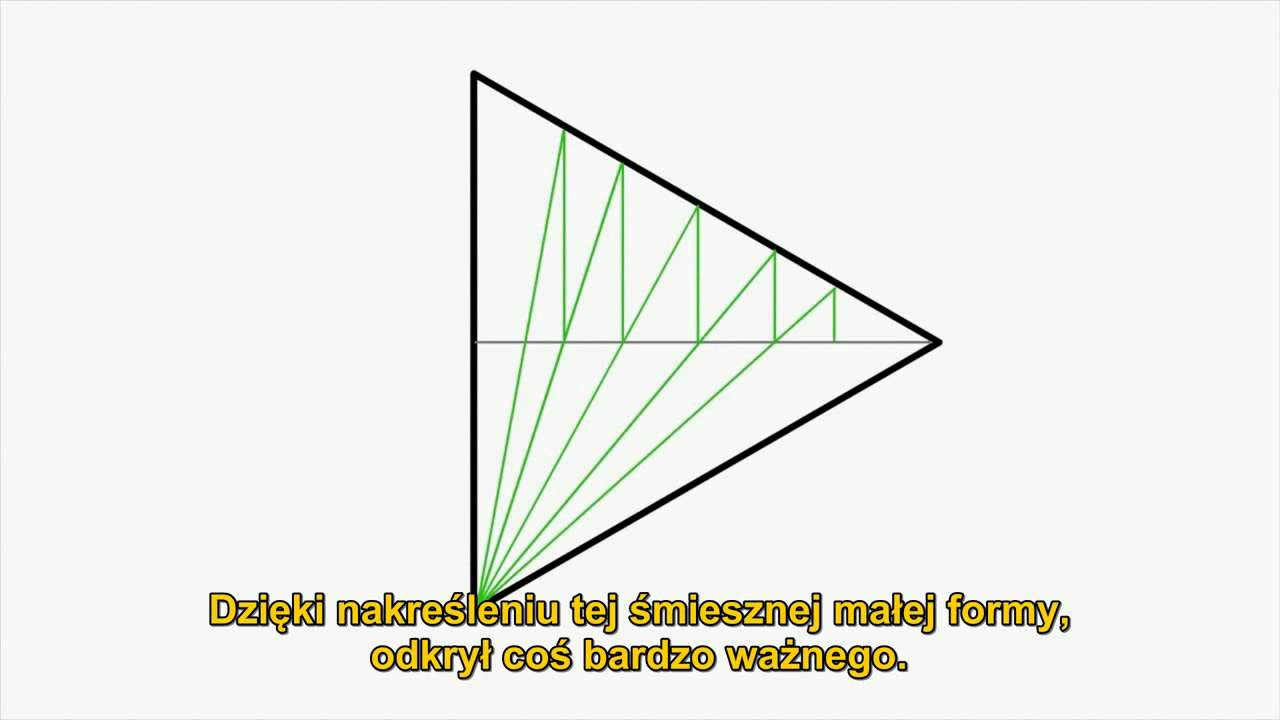 Dzięki nakreśleniu tej śmiesznej małej formy,
odkrył coś bardzo ważnego.